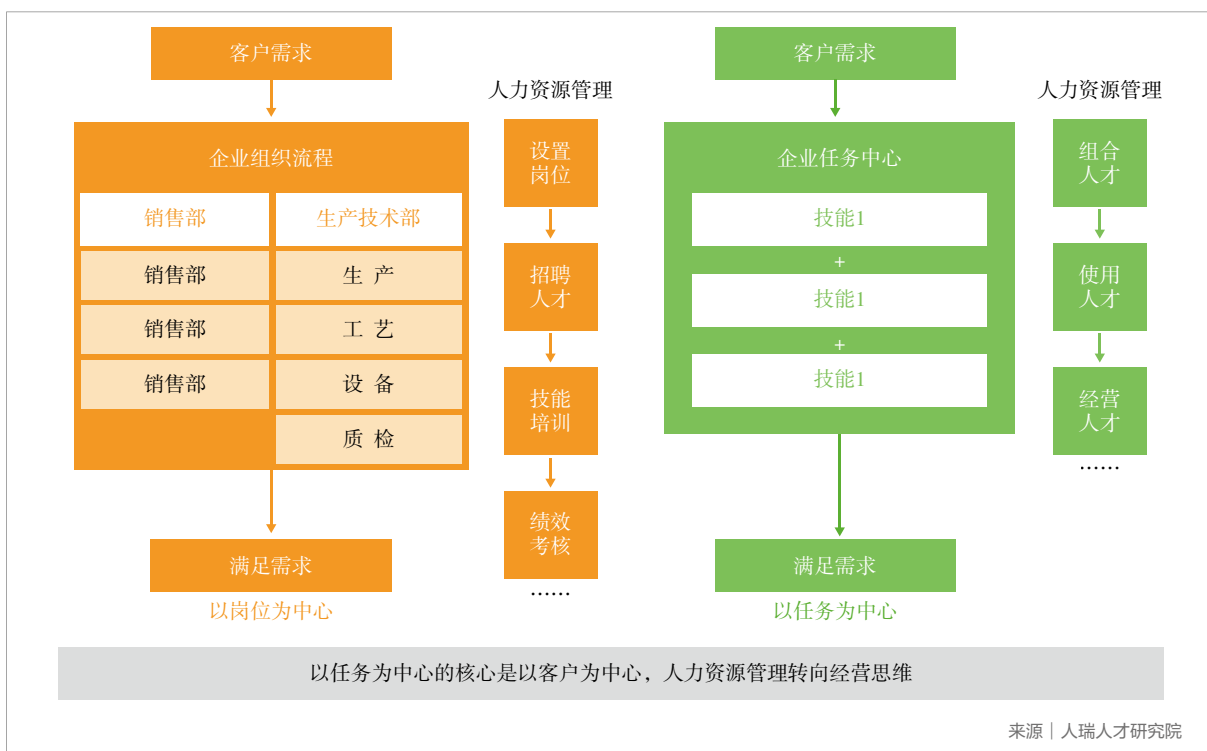 客户需求
企业组织流程
销售部 生产技术部
销售部 生 产
销售部 工 艺
销售部 设 备
质 检
满足需求
以岗位为中心
人力资源管理
设置
岗位
招聘
人才
技能
培训
绩效
考核
……
客户需求
企业任务中心
技能1
+
技能1
+
技能1
满足需求
以任务为中心
人力资源管理
组合
人才
使用
人才
经营
人才
……
以任务为中心的核心是以客户为中心，人力资源管理转向经营思维
来源｜人瑞人才研究院